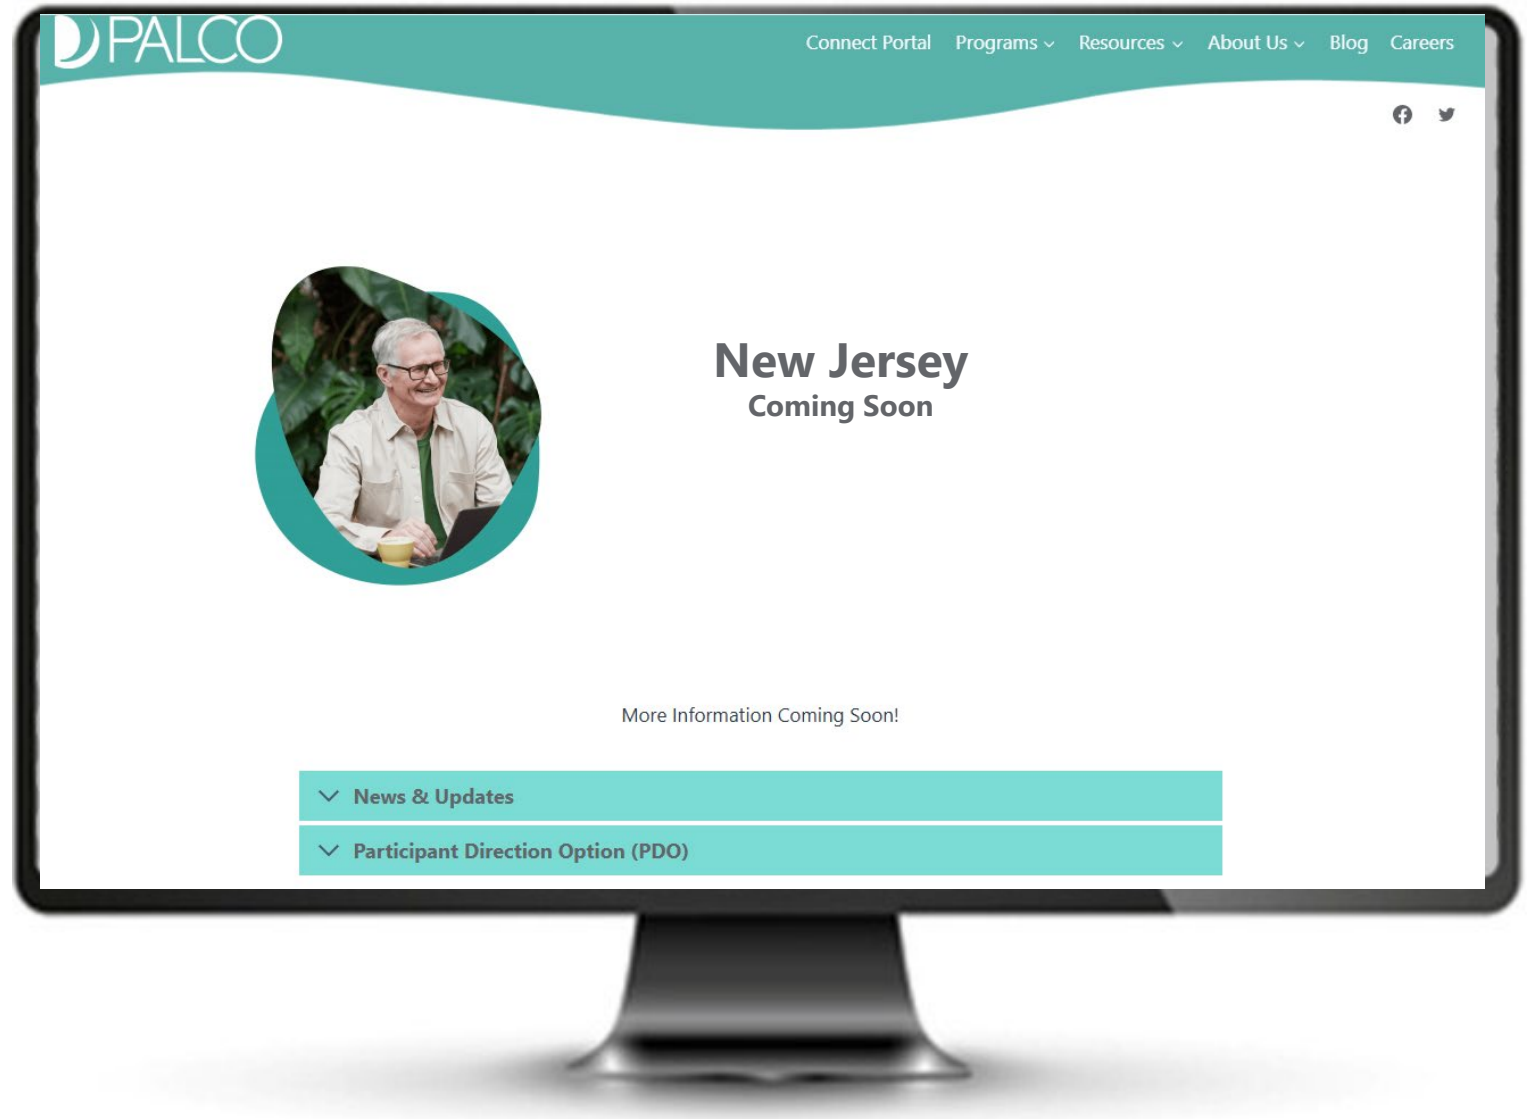 PALCO
Connect Portal Programs Resources About Us Blog Careers
New Jersey
Coming Soon
More Information Coming Soon!
News & Updates
Participant Direction Option (PDO)